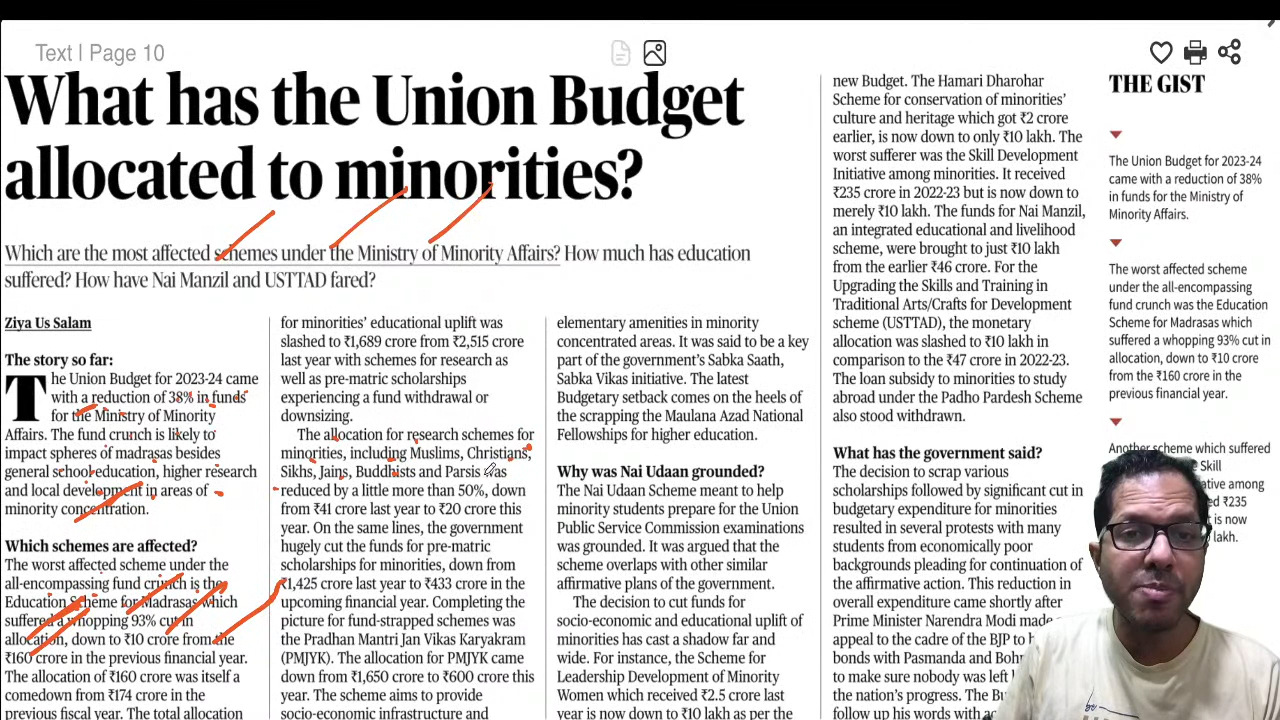 Text | Page 10
What has the Union Budget
allocated to minorities?
Which are the most affected schemes under the Ministry of Minority Affairs? How much has education
suffered? How have Nai Manzil and USTTAD fared?
Ziya Us Salam
The story so far:
The Union Budget for 2023-24 came
with a reduction of 38% in funds
for the Ministry of Minority
Affairs. The fund crunch is likely to
impact spheres of madrasas besides
general school education, higher research
and local development in areas of
minority concentration.
Which schemes are affected?
The worst affected scheme under the
all-encompassing fund crunch is the
Education Scheme for Madrasas which
suffered a whopping 93% cut in
allocation, down to ₹10 crore from the
₹160 crore in the previous financial year.
The allocation of ₹160 crore was itself a
comedown from ₹174 crore in the
previous fiscal year. The total allocation
for minorities' educational uplift was
slashed to ₹1,689 crore from ₹2,515 crore
last year with schemes for research as
well as pre-matric scholarships
experiencing a fund withdrawal or
downsizing.
The allocation for research schemes for
minorities, including Muslims, Christians,
Sikhs, Jains, Buddhists and Parsis was
reduced by a little more than 50%, down
from ₹41 crore last year to ₹20 crore this
year. On the same lines, the government
hugely cut the funds for pre-matric
scholarships for minorities, down from
₹1,425 crore last year to ₹433 crore in the
upcoming financial year. Completing the
picture for fund-strapped schemes was
the Pradhan Mantri Jan Vikas Karyakram
(PMJYK). The allocation for PMJYK came
down from ₹1,650 crore to ₹600 crore this
year. The scheme aims to provide
socio-economic infrastructure and
elementary amenities in minority
concentrated areas. It was said to be a key
part of the government's Sabka Saath,
Sabka Vikas initiative. The latest
Budgetary setback comes on the heels of
the scrapping the Maulana Azad National
Fellowships for higher education.
Why was Nai Udaan grounded?
The Nai Udaan Scheme meant to help
minority students prepare for the Union
Public Service Commission examinations
was grounded. It was argued that the
scheme overlaps with other similar
affirmative plans of the government.
The decision to cut funds for
socio-economic and educational uplift of
minorities has cast a shadow far and
wide. For instance, the Scheme for
Leadership Development of Minority
Women which received ₹2.5 crore last
year is now down to ₹10 lakh as per the
new Budget. The Hamari Dharohar
Scheme for conservation of minorities'
culture and heritage which got ₹2 crore
earlier, is now down to only ₹10 lakh. The
worst sufferer was the Skill Development
Initiative among minorities. It received
₹235 crore in 2022-23 but is now down to
merely ₹10 lakh. The funds for Nai Manzil,
an integrated educational and livelihood
scheme, were brought to just ₹10 lakh
from the earlier ₹46 crore. For the
Upgrading the Skills and Training in
Traditional Arts/Crafts for Development
scheme (USTTAD), the monetary
allocation was slashed to ₹10 lakh in
comparison to the ₹47 crore in 2022-23.
The loan subsidy to minorities to study
abroad under the Padho Pardesh Scheme
also stood withdrawn.
What has the government said?
The decision to scrap various
scholarships followed by significant cut in
budgetary expenditure for minorities
resulted in several protests with many
students from economically poor
backgrounds pleading for continuation of
the affirmative action. This reduction in
overall expenditure came shortly after
Prime Minister Narendra Modi made
appeal to the cadre of the BJP to
bonds with Pasmanda and
to make sure nobody was left
the nation's progress. The
follow up his words with
THE GIST
The Union Budget for 2023-24
came with a reduction of 38%
in funds for the Ministry of
Minority Affairs.
The worst affected scheme
under the all-encompassing
fund crunch was the Education
Scheme for Madrasas which
suffered a whopping 93% cut in
allocation, down to ₹10 crore
from the ₹160 crore in the
previous financial year.
Another scheme which suffered
Skill
among
₹235
is now
lakh.